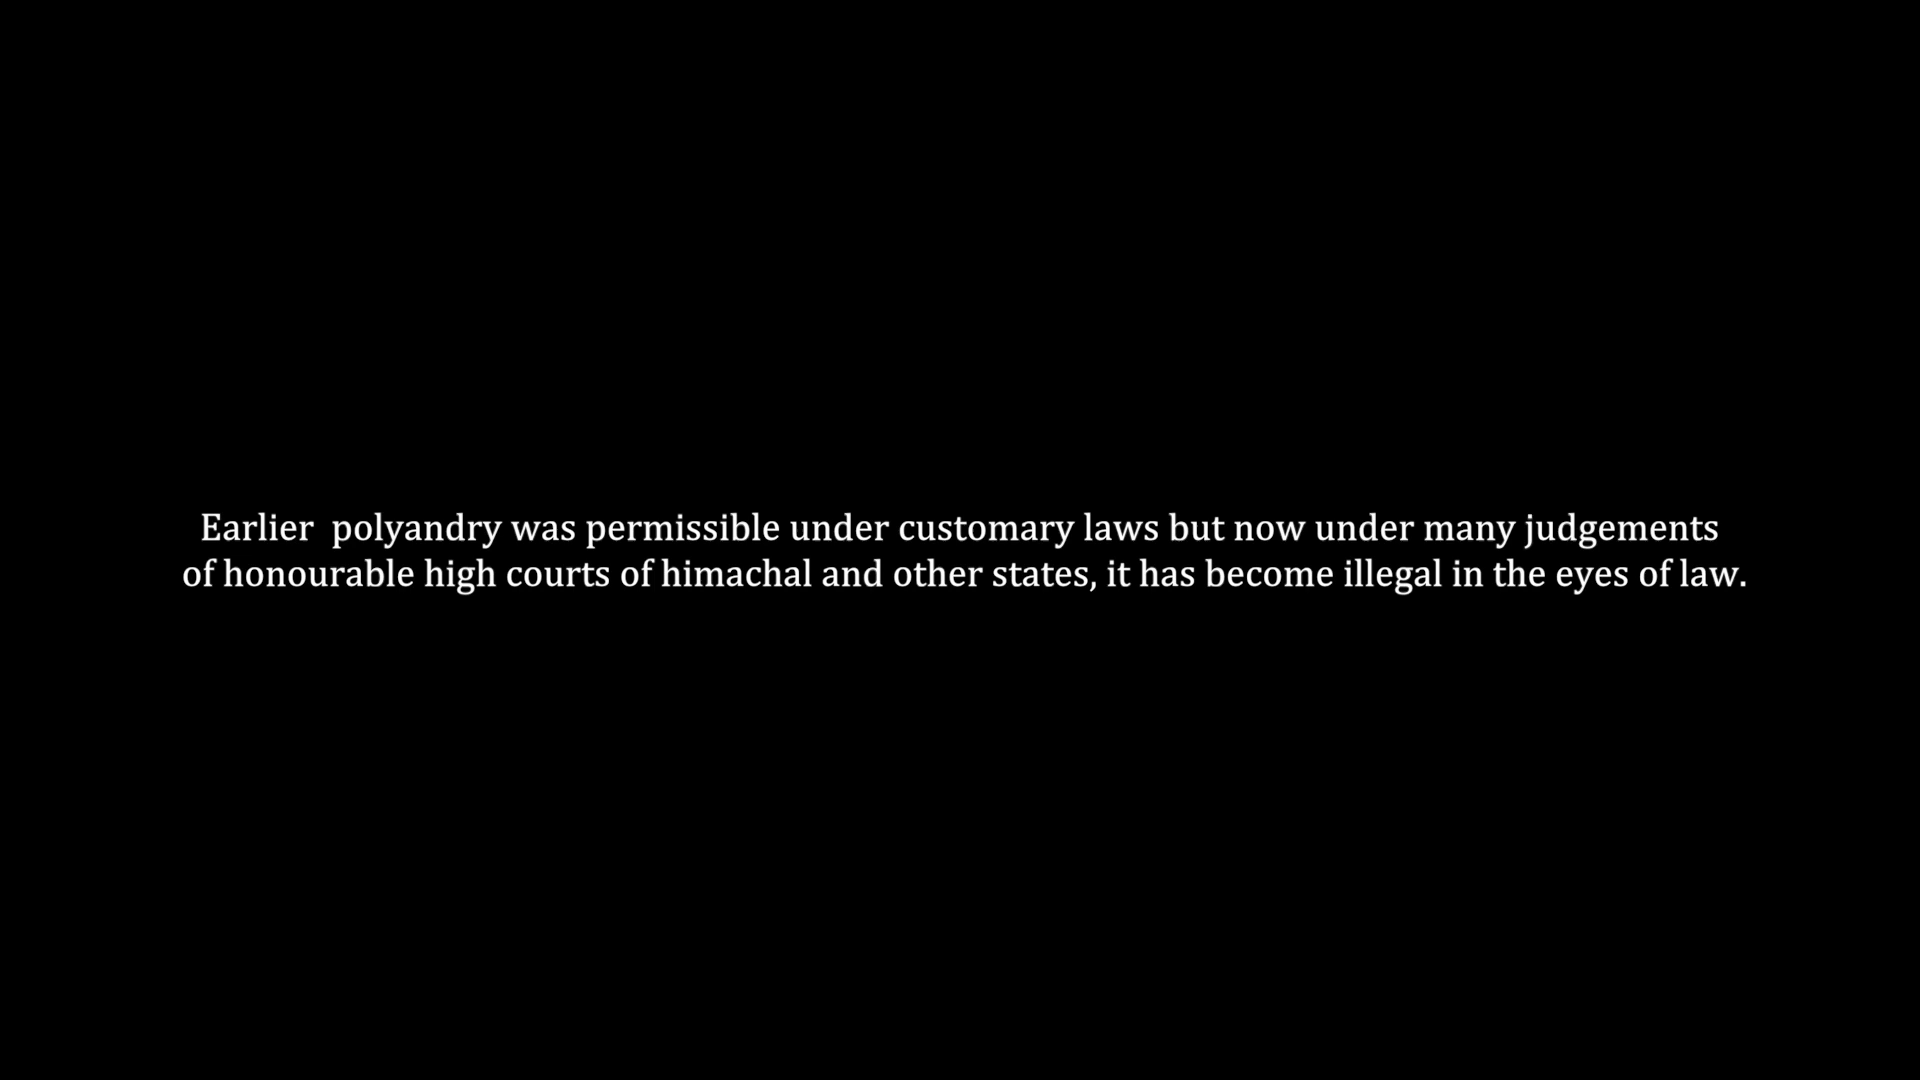 Earlier  polyandry was permissible under customary laws but now under many judgements
of honourable high courts of himachal and other states, it has become illegal in the eyes of law.